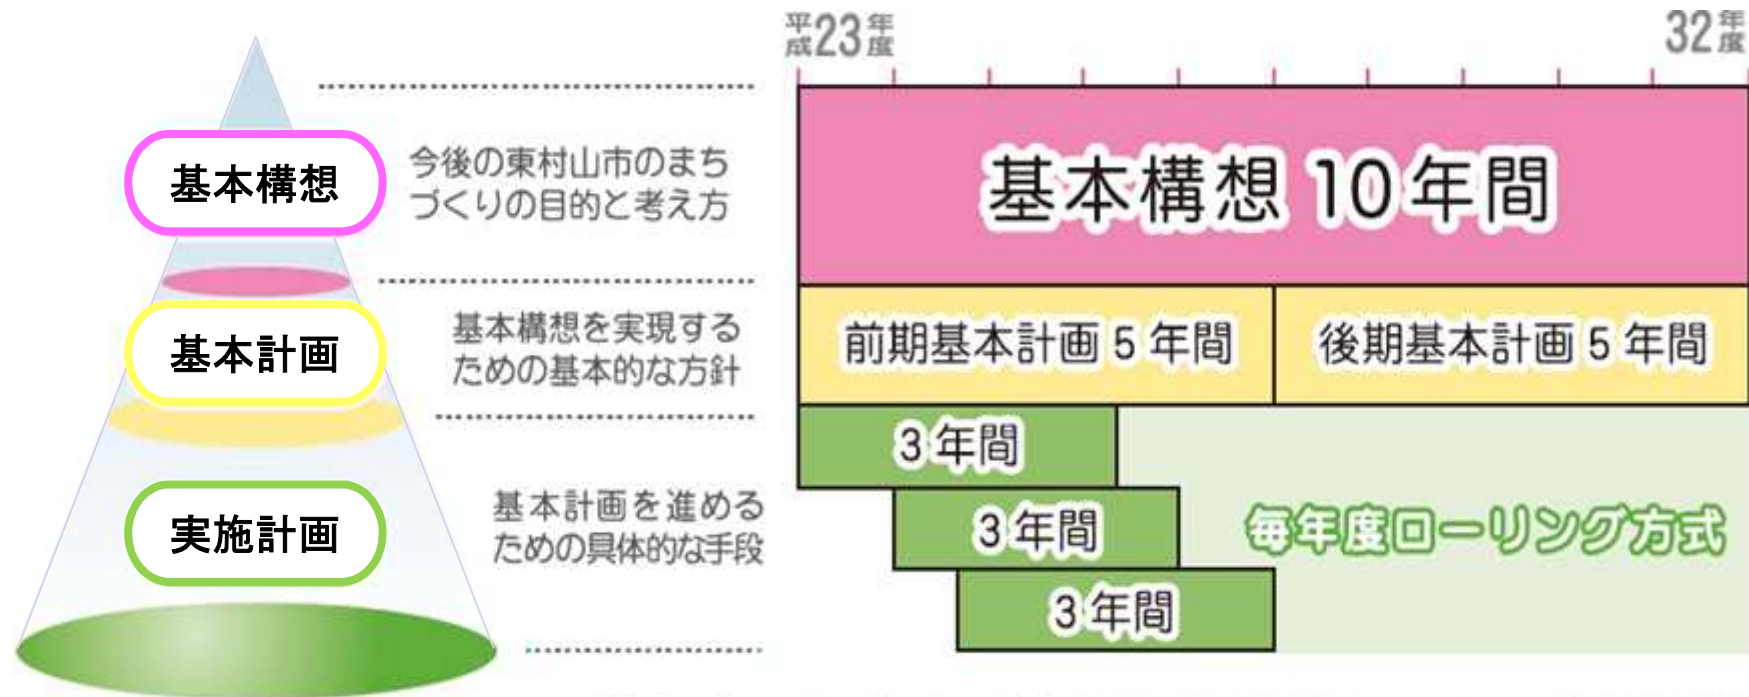 平成23年度
32年度
基本構想
今後の東村山市のまち
づくりの目的と考え方
基本構想 10年間
基本計画
基本構想を実現する
ための基本的な方針
前期基本計画 5 年間
後期基本計画 5 年間
実施計画
基本計画を進める
ための具体的な手段
3 年間
3 年間
3 年間
毎年度ローリング方式